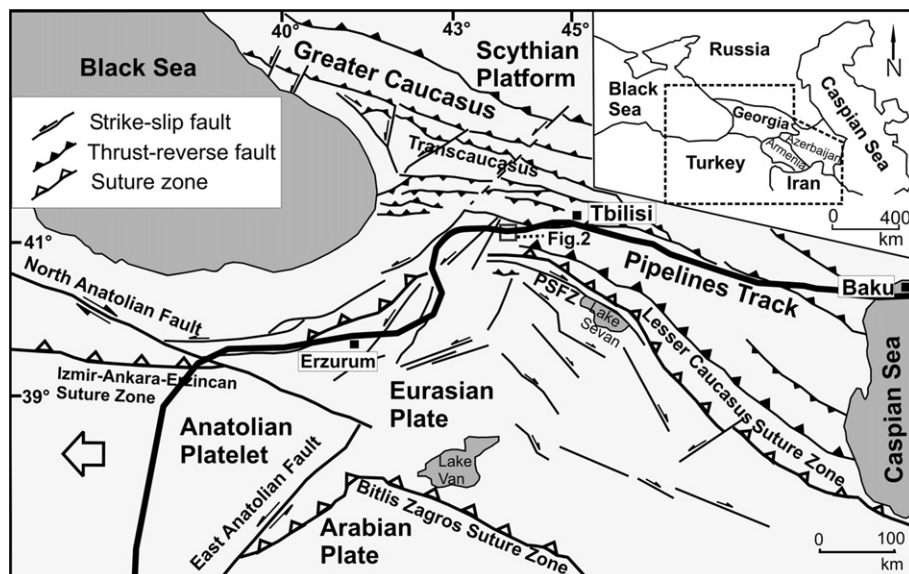 40°
43°
45°
Black Sea
Greater Caucasus
Scythian
Platform
Transcaucasus
Strike-slip fault
Thrust-reverse fault
Suture zone
Russia
N
Black
Sea
Georgia
Azerbaijan
Armenia
Caspian Sea
Turkey
Iran
0 400
km
41°
39°
Tbilisi
Fig.2
Pipelines Track
Baku
PSFZ
Lake
Sevan
Lesser Caucasus Suture Zone
Caspian Sea
North Anatolian Fault
Erzurum
Izmir-Ankara-Erzincan
Suture Zone
Eurasian
Plate
Anatolian
Platelet
East Anatolian Fault
Lake
Van
Bitlis Zagros Suture Zone
Arabian
Plate
0 100
km